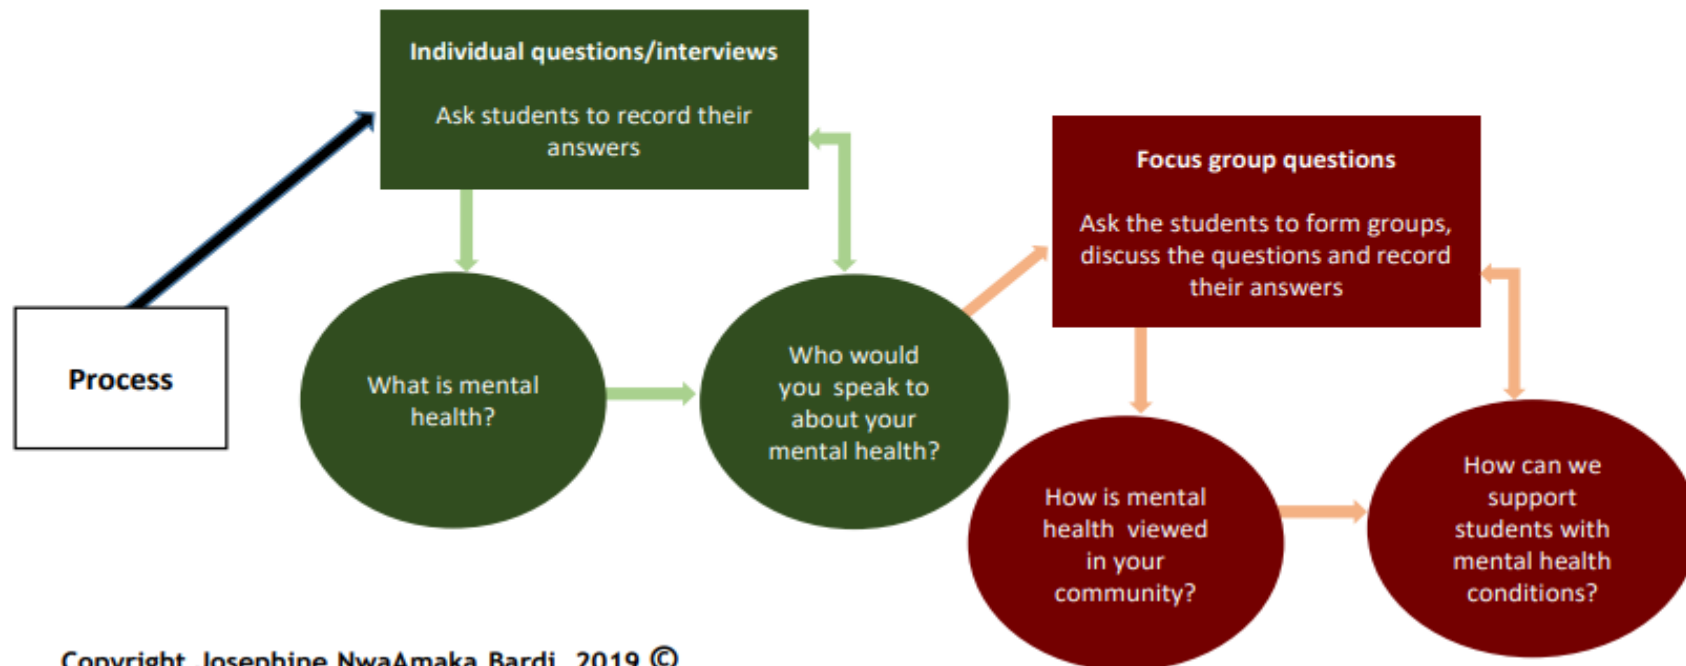 Individual questions/interviews
Ask students to record their
answers
Process
What is mental
health?
Who would
you speak to
about your
mental health?
Focus group questions
Ask the students to form groups,
discuss the questions and record
their answers
How is mental
health viewed
in your
community?
How can we
support
students with
mental health
conditions?
Copyright Josephine NwaAmaka Bardi, 2019 ©